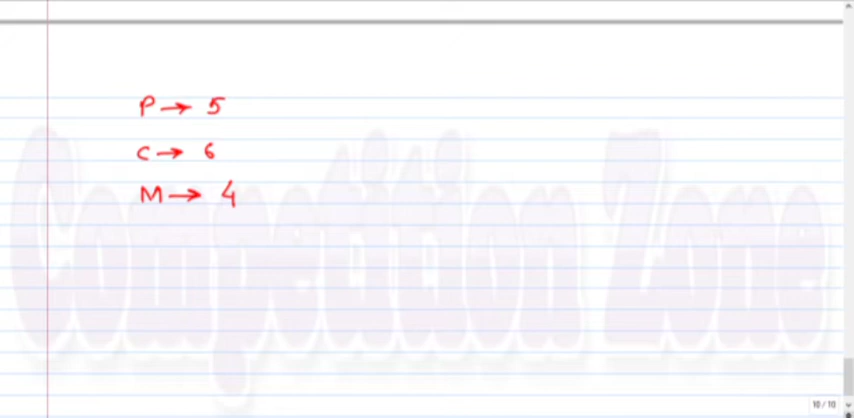 P → 5
C → 6
M → 4
Competition Zone
10 / 10